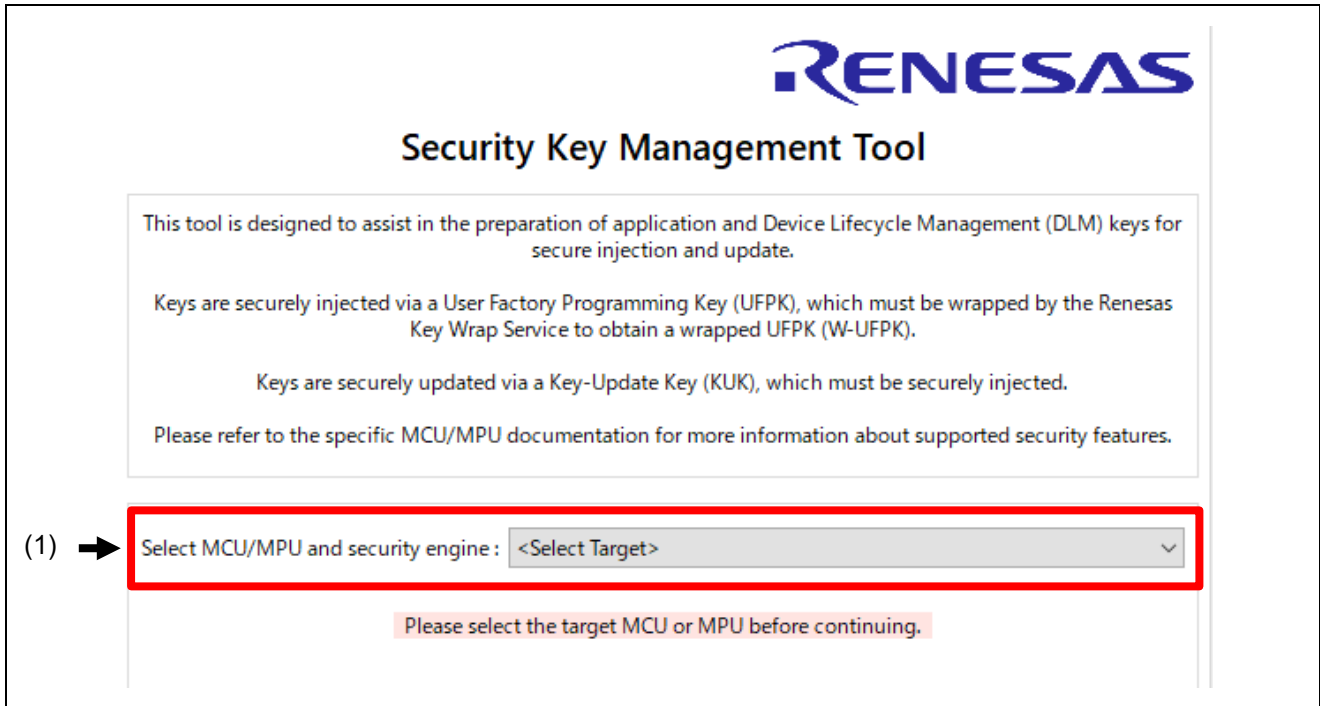 RENESAS
Security Key Management Tool
This tool is designed to assist in the preparation of application and Device Lifecycle Management (DLM) keys for
secure injection and update.
Keys are securely injected via a User Factory Programming Key (UFPK), which must be wrapped by the Renesas
Key Wrap Service to obtain a wrapped UFPK (W-UFPK).
Keys are securely updated via a Key-Update Key (KUK), which must be securely injected.
Please refer to the specific MCU/MPU documentation for more information about supported security features.
(1) Select MCU/MPU and security engine : <Select Target>
Please select the target MCU or MPU before continuing.